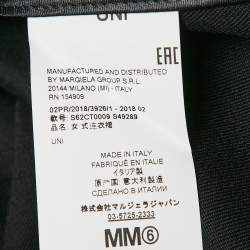 UNI
EAC
MANUFACTURED AND DISTRIBUTED
BY MARGIELA GROUP S.R.L.
20144 MILANO (MI) - ITALY
RN 154909
02PR/2018/3926/1 - 2018 02
款号: S62CT0009 S49289
品名: 女式连衣裙
UNI
MADE IN ITALY
FABRIQUÉ EN ITALIE
イタリア製
原产国: 意大利制造
СДЕЛАНО В ИТАЛИИ
株式会社マルジェラジャパン
03-5725-2333
MM⑥